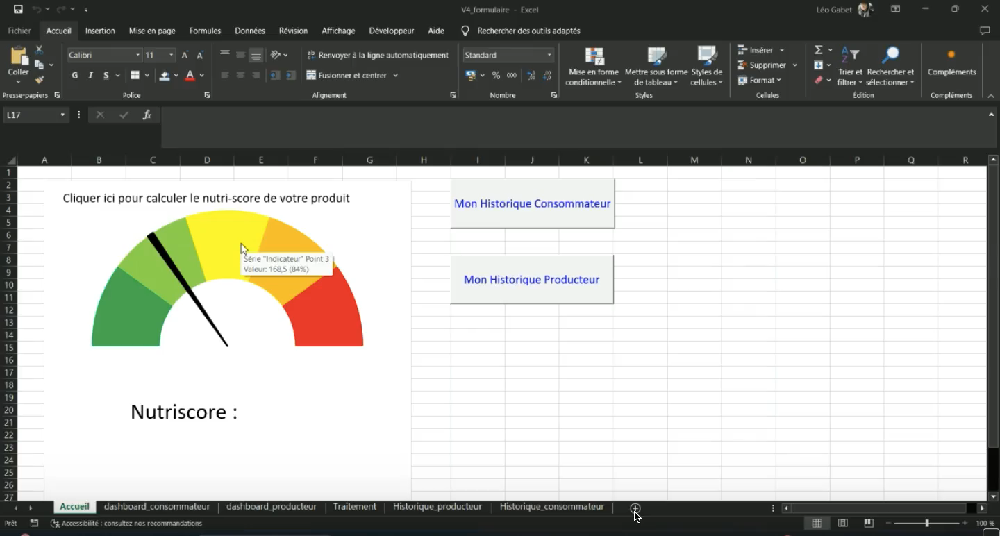 V4_formulaire - Excel
Léo Gabet
Fichier Accueil Insertion Mise en page Formules Données Révision Affichage Développeur Aide Rechercher des outils adaptés
Coller
Presse-papiers
Calibri 11
G I S
Police
Renvoyer à la ligne automatiquement
Fusionner et centrer
Alignement
Standard
% 000
Nombre
Mise en forme conditionnelle
Mettre sous forme de tableau
Styles de cellules
Styles
Insérer
Supprimer
Format
Cellules
Trier et filtrer
Rechercher et sélectionner
Édition
Compléments
Compléments
L17
fx
A B C D E F G H I J K L M N O P Q R
1
2
3
4
5
6
7
8
9
10
11
12
13
14
15
16
17
18
19
20
21
22
23
24
25
26
27
Cliquer ici pour calculer le nutri-score de votre produit
Série "Indicateur" Point 3
Valeur: 168,5 (84%)
Nutriscore :
Mon Historique Consommateur
Mon Historique Producteur
Accueil dashboard_consommateur dashboard_producteur Traitement Historique_producteur Historique_consommateur
Prêt Accessibilité : consultez nos recommandations 100 %